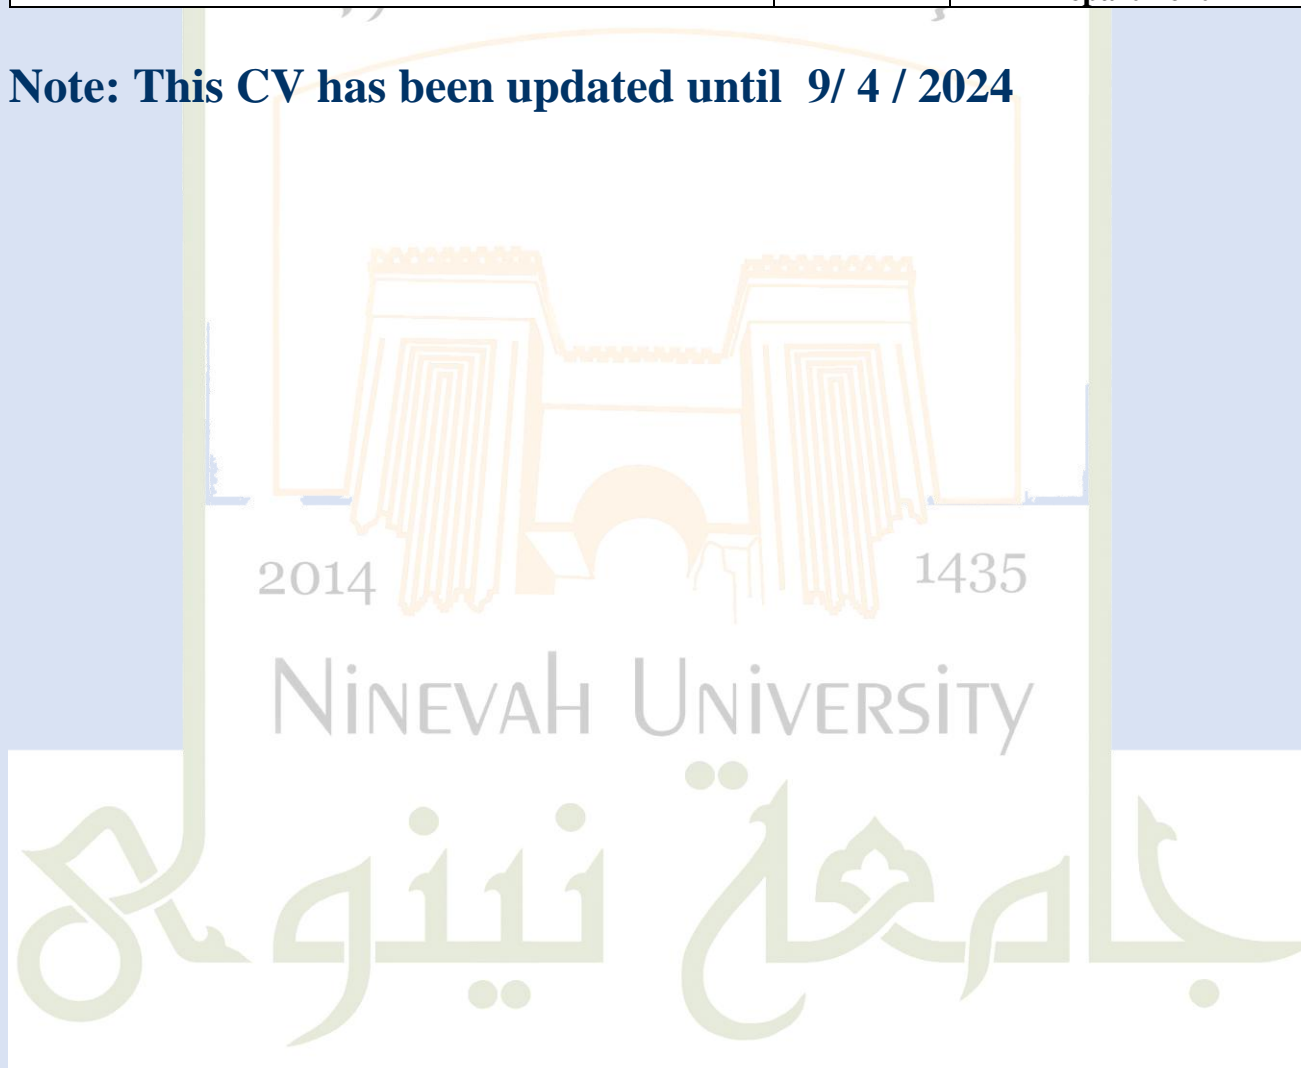 Note: This CV has been updated until 9/ 4 / 2024
2014
1435
NINEVAH UNIVERSITY
جامعة نينوى